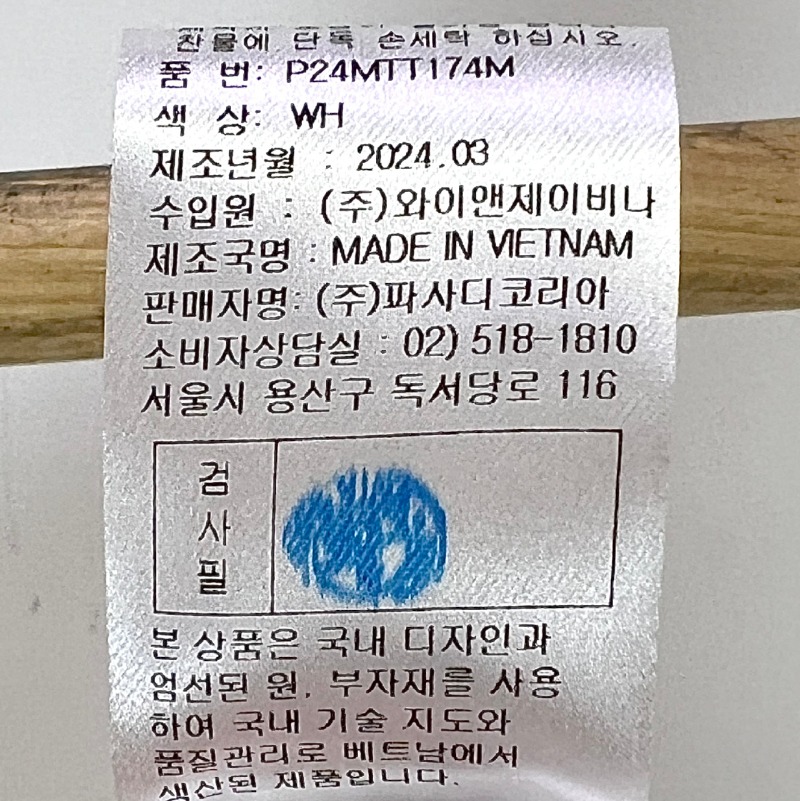 찬물에 단독 손세탁 하십시오.
품 번: P24MTT174M
색 상: WH
제조년월 : 2024.03
수입원 : (주)와이앤제이비나
제조국명 : MADE IN VIETNAM
판매자명: (주)파사디코리아
소비자상담실 : 02) 518-1810
서울시 용산구 독서당로 116
검
사
필
본 상품은 국내 디자인과
엄선된 원, 부자재를 사용
하여 국내 기술 지도와
품질관리로 베트남에서
생산된 제품입니다.